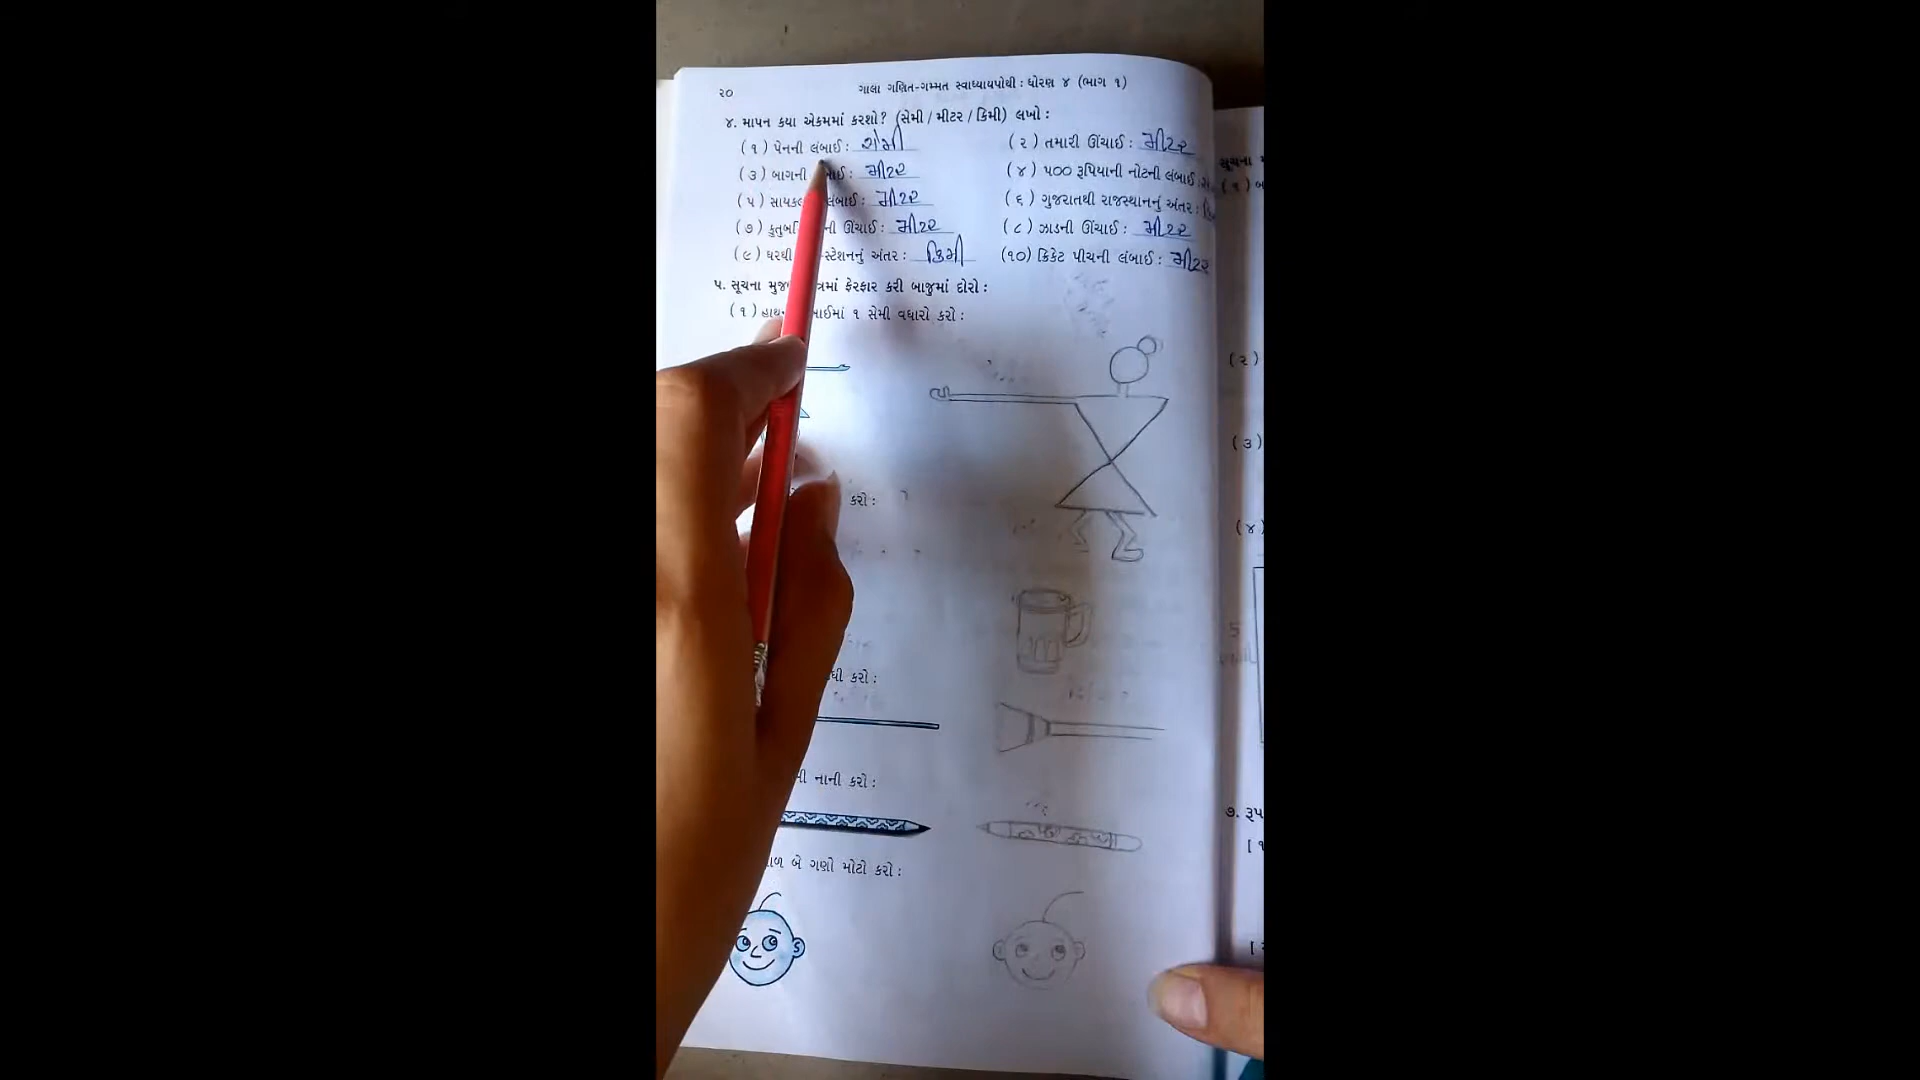 ૨૦ ગાલા ગણિત-ગમ્મત સ્વાધ્યાયપોથી : ધોરણ ૪ (ભાગ ૧)
૪. માપન કયા એકમમાં કરશો? (સેમી / મીટર / કિમી) લખો :
(૧) પેનની લંબાઈ : સેમી (૨) તમારી ઊંચાઈ : મીટર
(૩) બાગની મીટર (૪) ૫૦૦ રૂપિયાની નોટની લંબાઈ :
(૫) લંબાઈ : મીટર (૬) ગુજરાતથી રાજસ્થાનનું અંતર :
(૭) ઊંચાઈ : મીટર (૮) ઝાડની ઊંચાઈ : મીટર
(૯) ઘરથી સ્ટેશનનું અંતર : કિમી (૧૦) ક્રિકેટ પીચની લંબાઈ : મીટર
૫. સૂચના ફેરફાર કરી બાજુમાં દોરો :
(૧) ૧ સેમી વધારો કરો :
કરો :
કરો :
નાની કરો :
બે ગણો મોટો કરો :
સૂચના
(૧)
(૨)
(૩)
(૪)
૭.